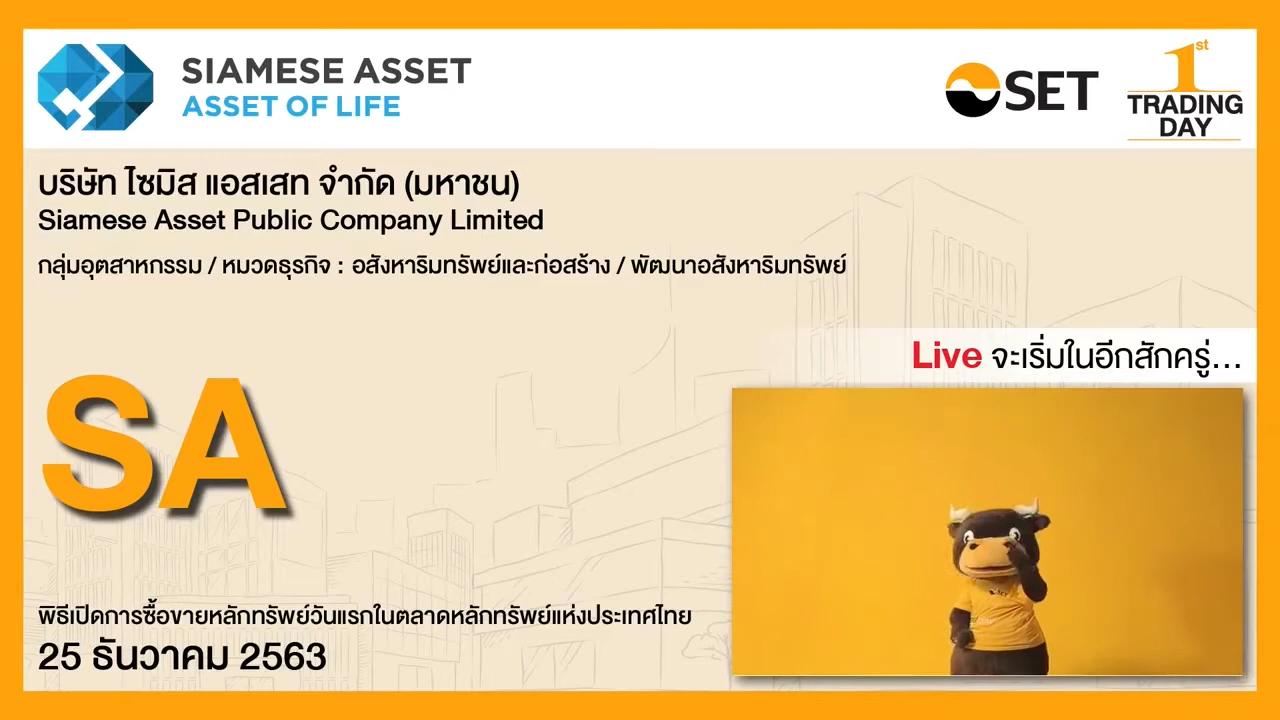 SIAMESE ASSET
ASSET OF LIFE
SET
1st
TRADING
DAY
บริษัท ไซมิส แอสเสท จำกัด (มหาชน)
Siamese Asset Public Company Limited
กลุ่มอุตสาหกรรม / หมวดธุรกิจ : อสังหาริมทรัพย์และก่อสร้าง / พัฒนาอสังหาริมทรัพย์
Live จะเริ่มในอีกสักครู่...
SA
พิธีเปิดการซื้อขายหลักทรัพย์วันแรกในตลาดหลักทรัพย์แห่งประเทศไทย
25 ธันวาคม 2563